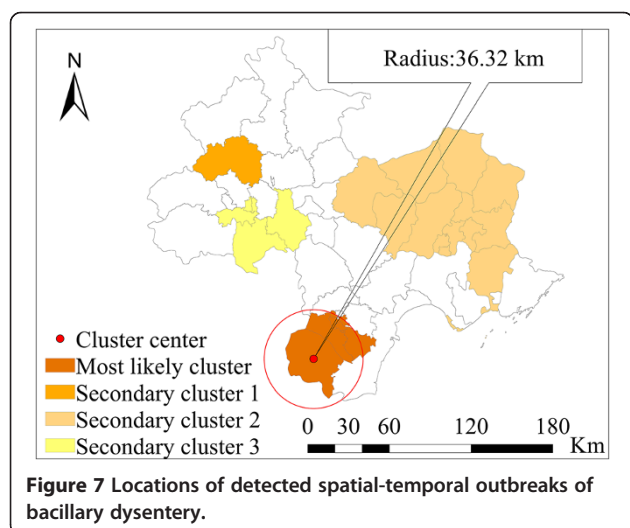 Radius:36.32 km
N
Cluster center
Most likely cluster
Secondary cluster 1
Secondary cluster 2
Secondary cluster 3
0 30 60 120 180
Km
Figure 7 Locations of detected spatial-temporal outbreaks of
bacillary dysentery.